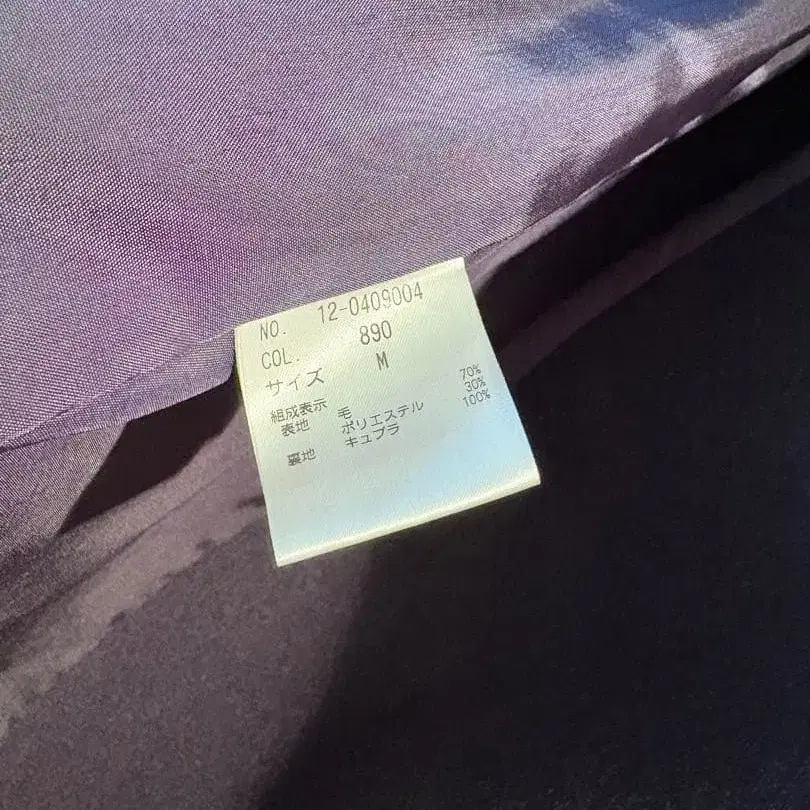 NO. 12-0409004
COL. 890
サイズ M
組成表示
表地 毛 70%
ポリエステル 30%
裏地 キュプラ 100%